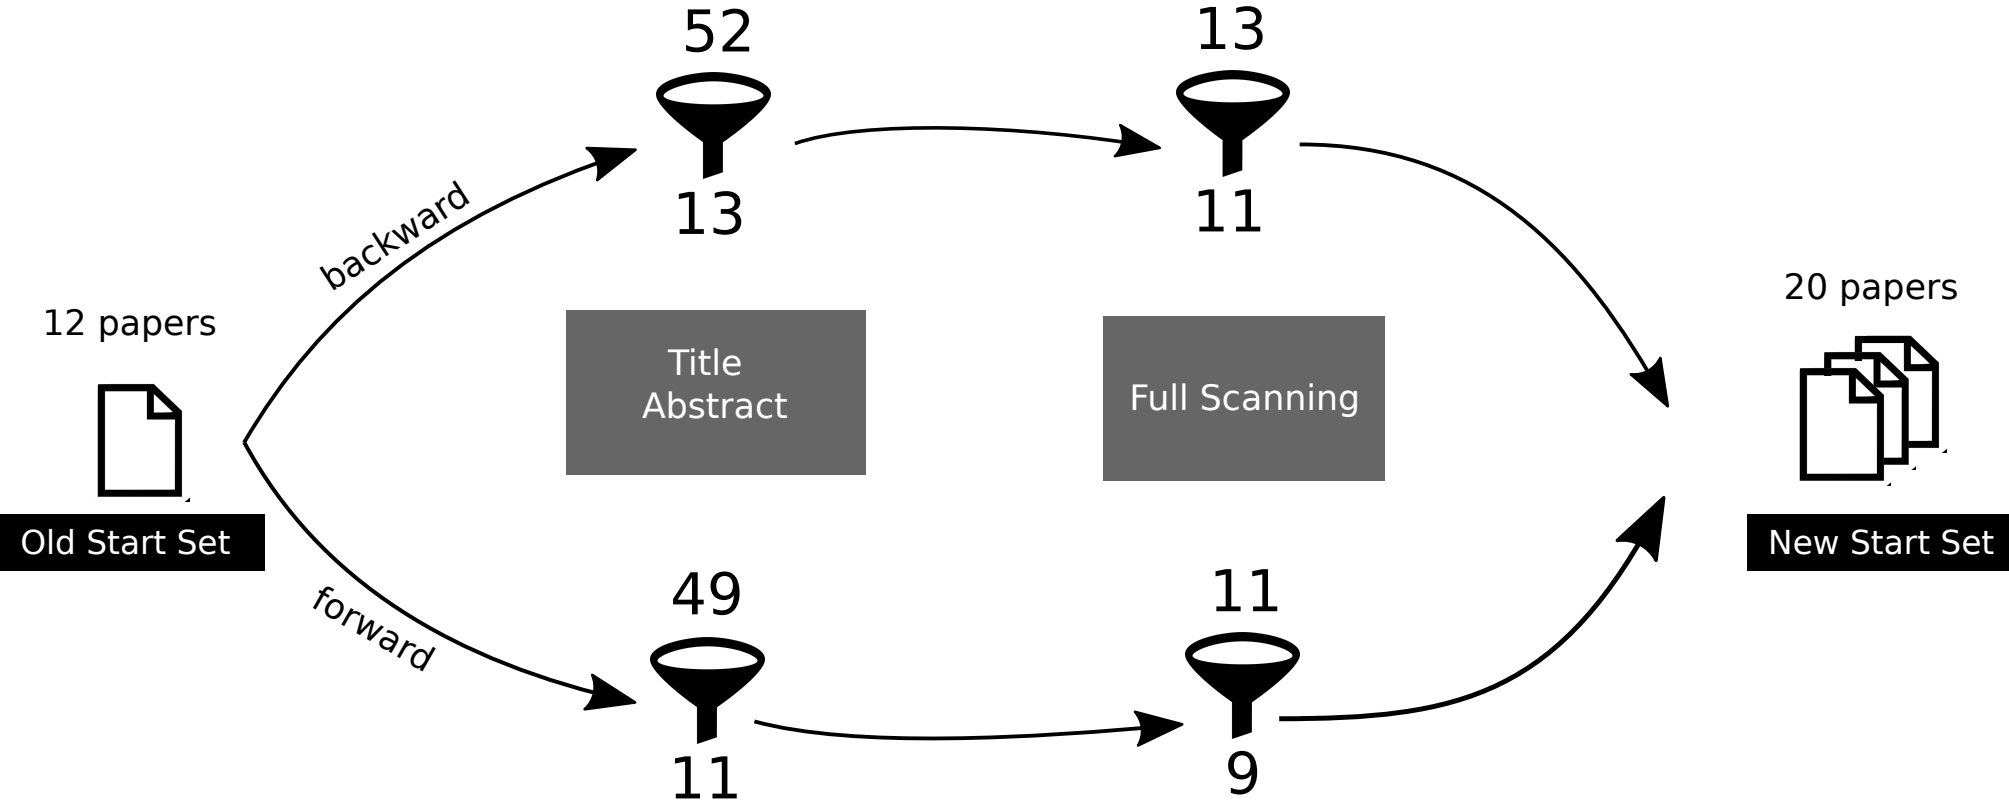 52
13
backward
13
11
12 papers
Title
Abstract
Full Scanning
20 papers
Old Start Set
New Start Set
forward
49
11
11
9